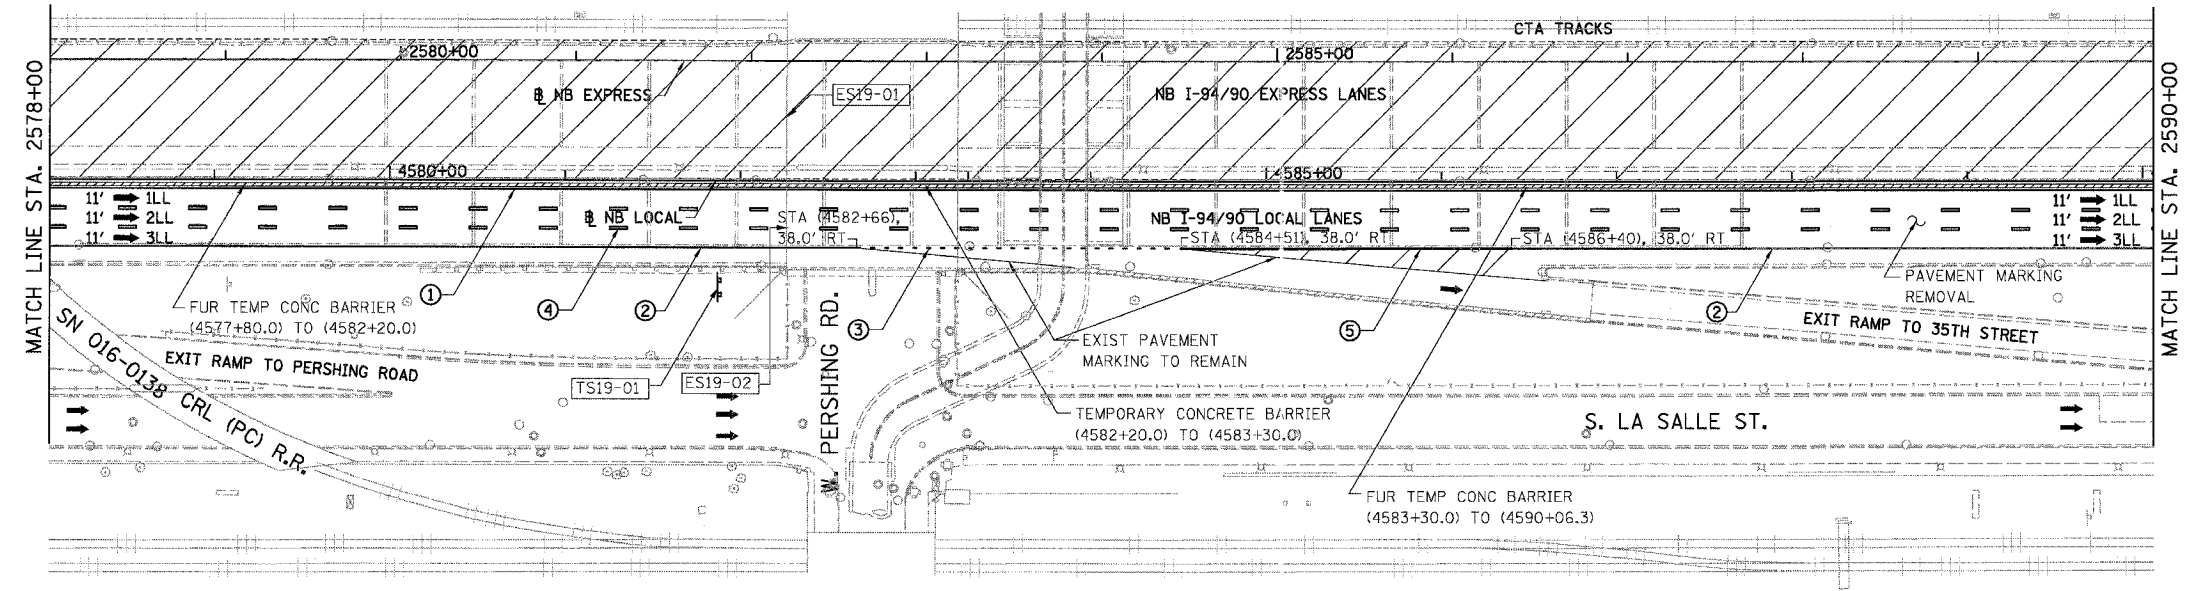 CTA TRACKS
2580+00
2585+00
MATCH LINE STA. 2578+00
MATCH LINE STA. 2590+00
℄ NB EXPRESS
ES19-01
NB I-94/90 EXPRESS LANES
4580+00
4585+00
11' 1LL
11' 2LL
11' 3LL
℄ NB LOCAL
STA (4582+66),
38.0' RT
NB I-94/90 LOCAL LANES
STA (4584+51), 38.0' RT
STA (4586+40), 38.0' RT
11' 1LL
11' 2LL
11' 3LL
PAVEMENT MARKING
REMOVAL
FUR TEMP CONC BARRIER
(4577+80.0) TO (4582+20.0)
1
4
2
3
5
2
EXIST PAVEMENT
MARKING TO REMAIN
EXIT RAMP TO 35TH STREET
SN 016-0138 CRL (PC) R.R.
EXIT RAMP TO PERSHING ROAD
TS19-01
ES19-02
W. PERSHING RD.
TEMPORARY CONCRETE BARRIER
(4582+20.0) TO (4583+30.0)
S. LA SALLE ST.
FUR TEMP CONC BARRIER
(4583+30.0) TO (4590+06.3)